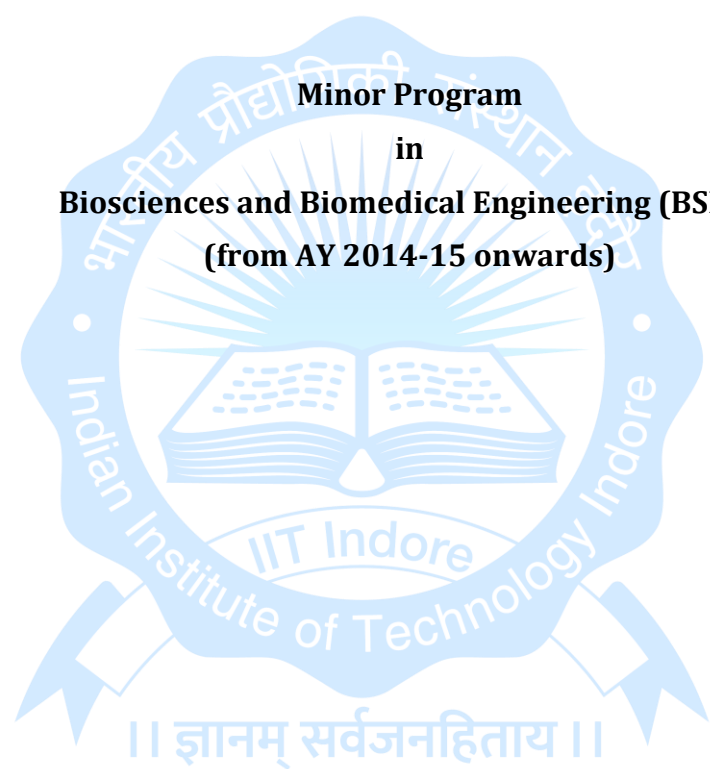 Minor Program
in
Biosciences and Biomedical Engineering (BS
(from AY 2014-15 onwards)
भारतीय प्रौद्योगिकी संस्थान इंदौर
Indian Institute of Technology Indore
IIT Indore
।। ज्ञानम् सर्वजनहिताय ।।